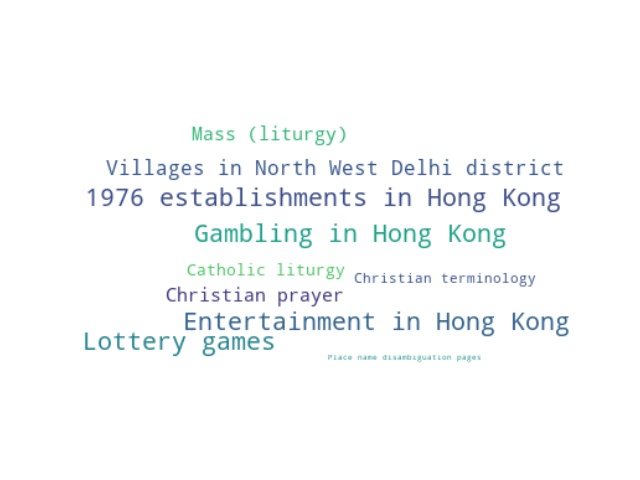 Mass (liturgy)
Villages in North West Delhi district
1976 establishments in Hong Kong
Gambling in Hong Kong
Catholic liturgy
Christian terminology
Christian prayer
Entertainment in Hong Kong
Lottery games
Place name disambiguation pages